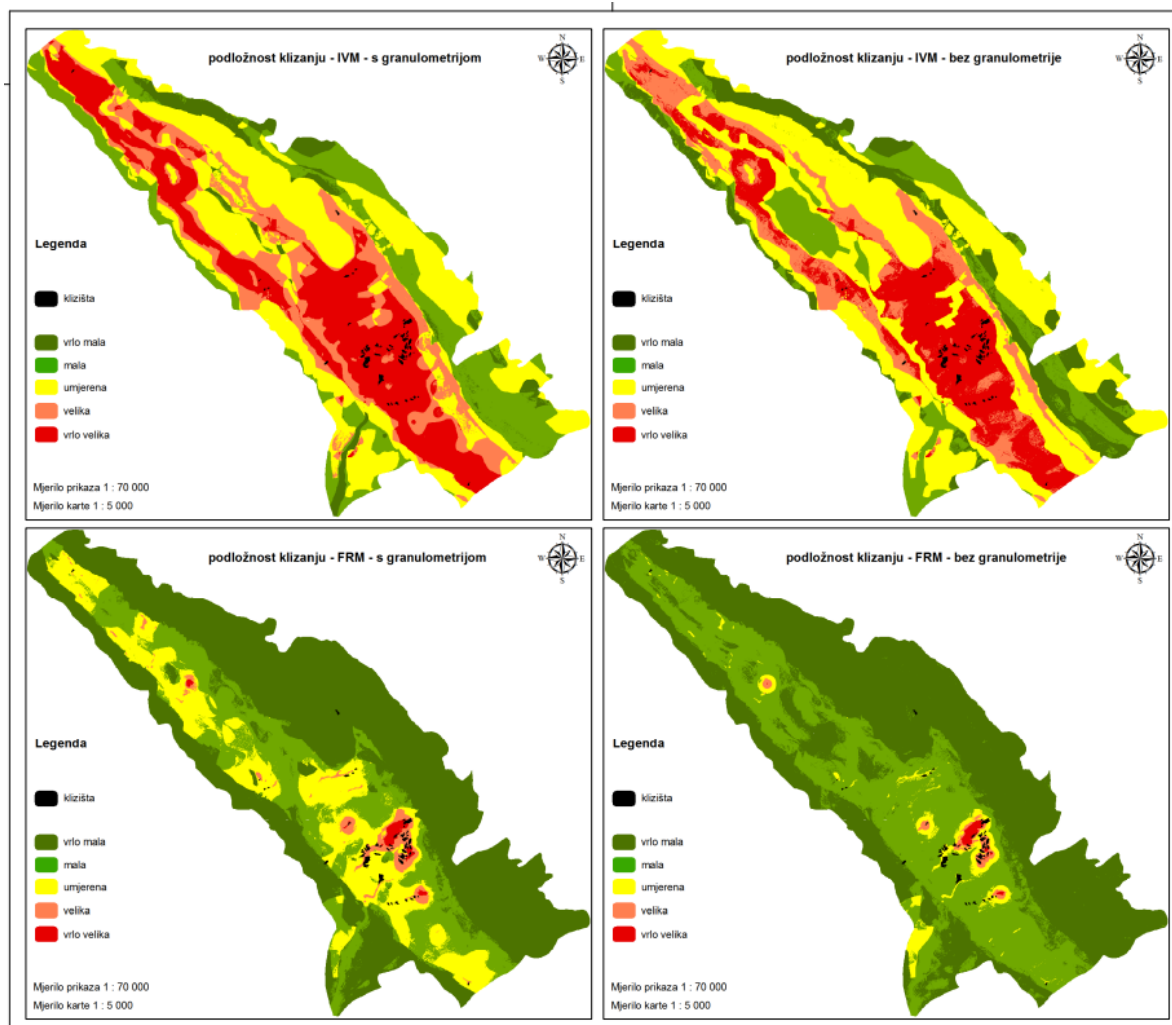 podložnost klizanju - IVM - s granulometrijom
N
W E
S
Legenda
klizišta
vrlo mala
mala
umjerena
velika
vrlo velika
Mjerilo prikaza 1 : 70 000
Mjerilo karte 1 : 5 000
podložnost klizanju - IVM - bez granulometrije
N
W E
S
Legenda
klizišta
vrlo mala
mala
umjerena
velika
vrlo velika
Mjerilo prikaza 1 : 70 000
Mjerilo karte 1 : 5 000
podložnost klizanju - FRM - s granulometrijom
N
W E
S
Legenda
klizišta
vrlo mala
mala
umjerena
velika
vrlo velika
Mjerilo prikaza 1 : 70 000
Mjerilo karte 1 : 5 000
podložnost klizanju - FRM - bez granulometrije
N
W E
S
Legenda
klizišta
vrlo mala
mala
umjerena
velika
vrlo velika
Mjerilo prikaza 1 : 70 000
Mjerilo karte 1 : 5 000